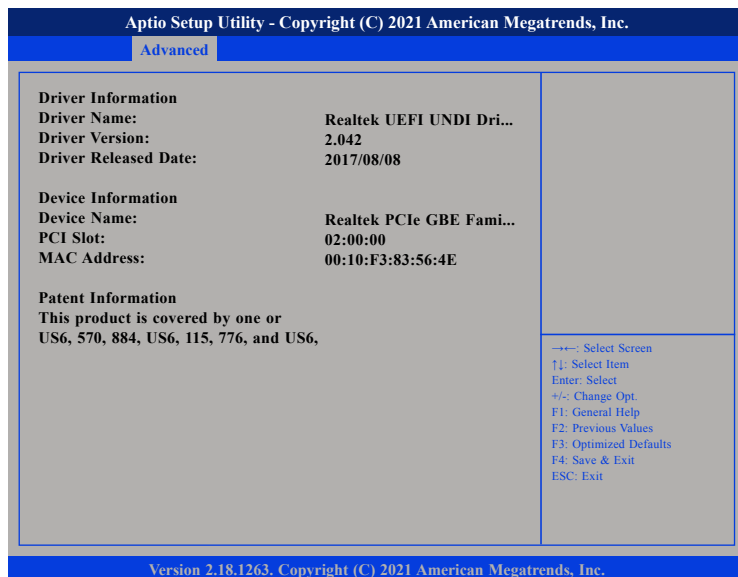 Aptio Setup Utility - Copyright (C) 2021 American Megatrends, Inc.
Advanced
Driver Information
Driver Name: Realtek UEFI UNDI Dri...
Driver Version: 2.042
Driver Released Date: 2017/08/08
Device Information
Device Name: Realtek PCIe GBE Fami...
PCI Slot: 02:00:00
MAC Address: 00:10:F3:83:56:4E
Patent Information
This product is covered by one or
US6, 570, 884, US6, 115, 776, and US6,
→←: Select Screen
↑↓: Select Item
Enter: Select
+/-: Change Opt.
F1: General Help
F2: Previous Values
F3: Optimized Defaults
F4: Save & Exit
ESC: Exit
Version 2.18.1263. Copyright (C) 2021 American Megatrends, Inc.